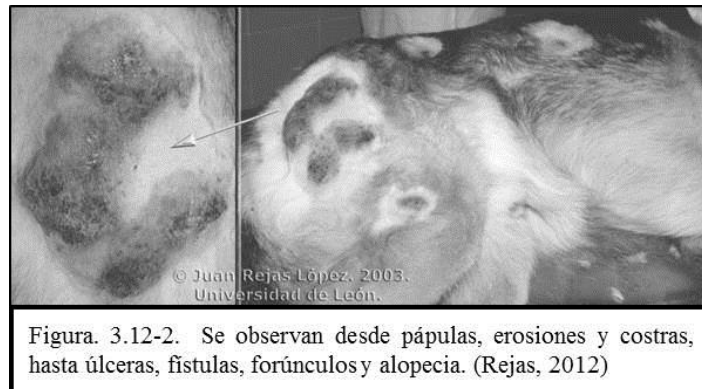 © Juan Rejas López. 2003.
Universidad de León.
Figura. 3.12-2. Se observan desde pápulas, erosiones y costras,
hasta úlceras, fístulas, forúnculos y alopecia. (Rejas, 2012)